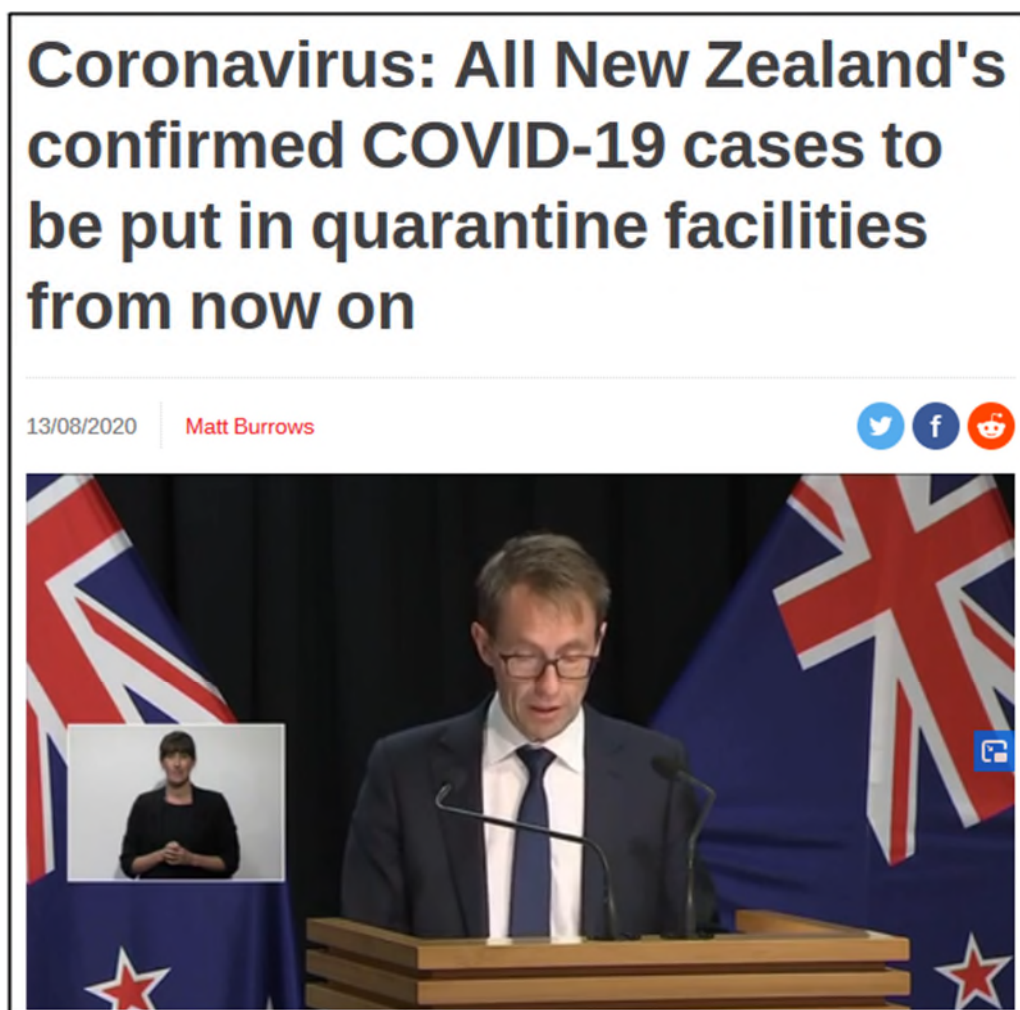 Coronavirus: All New Zealand's
confirmed COVID-19 cases to
be put in quarantine facilities
from now on
13/08/2020
Matt Burrows